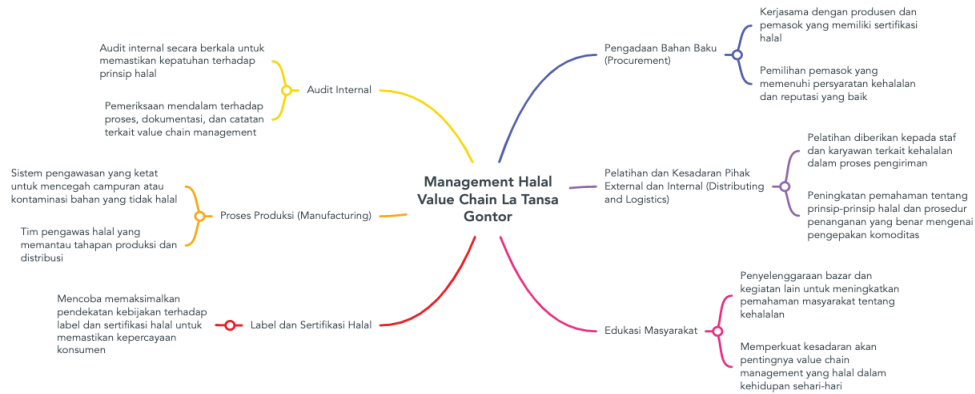 Management Halal
Value Chain La Tansa
Gontor
Pengadaan Bahan Baku
(Procurement)
Kerjasama dengan produsen dan
pemasok yang memiliki sertifikasi
halal
Pemilihan pemasok yang
memenuhi persyaratan kehalalan
dan reputasi yang baik
Pelatihan dan Kesadaran Pihak
External dan Internal (Distributing
and Logistics)
Pelatihan diberikan kepada staf
dan karyawan terkait kehalalan
dalam proses pengiriman
Peningkatan pemahaman tentang
prinsip-prinsip halal dan prosedur
penanganan yang benar mengenai
pengepakan komoditas
Edukasi Masyarakat
Penyelenggaraan bazar dan
kegiatan lain untuk meningkatkan
pemahaman masyarakat tentang
kehalalan
Memperkuat kesadaran akan
pentingnya value chain
management yang halal dalam
kehidupan sehari-hari
Audit Internal
Audit internal secara berkala untuk
memastikan kepatuhan terhadap
prinsip halal
Pemeriksaan mendalam terhadap
proses, dokumentasi, dan catatan
terkait value chain management
Proses Produksi (Manufacturing)
Sistem pengawasan yang ketat
untuk mencegah campuran atau
kontaminasi bahan yang tidak halal
Tim pengawas halal yang
memantau tahapan produksi dan
distribusi
Label dan Sertifikasi Halal
Mencoba memaksimalkan
pendekatan kebijakan terhadap
label dan sertifikasi halal untuk
memastikan kepercayaan
konsumen